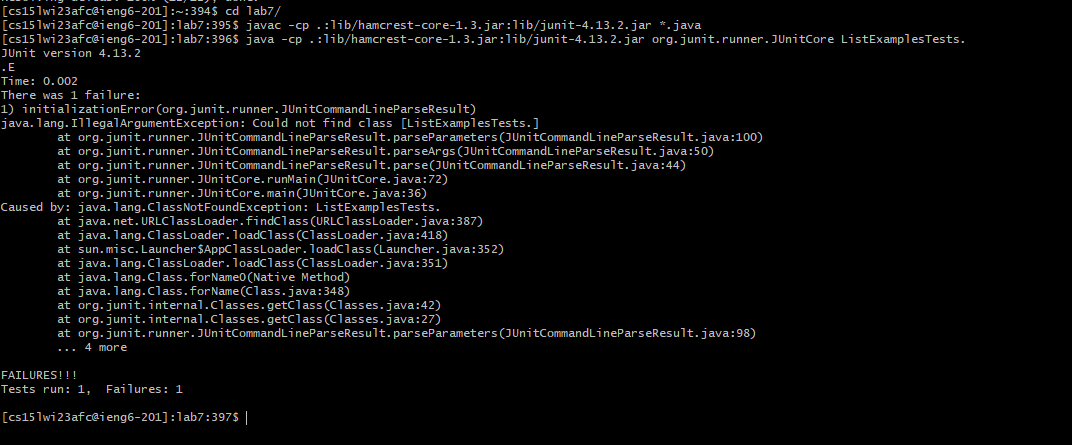 [cs15lwi23afc@ieng6-201]:~:394$ cd lab7/
[cs15lwi23afc@ieng6-201]:lab7:395$ javac -cp .:lib/hamcrest-core-1.3.jar:lib/junit-4.13.2.jar *.java
[cs15lwi23afc@ieng6-201]:lab7:396$ java -cp .:lib/hamcrest-core-1.3.jar:lib/junit-4.13.2.jar org.junit.runner.JUnitCore ListExamplesTests.
JUnit version 4.13.2
.E
Time: 0.002
There was 1 failure:
1) initializationError(org.junit.runner.JUnitCommandLineParseResult)
java.lang.IllegalArgumentException: Could not find class [ListExamplesTests.]
        at org.junit.runner.JUnitCommandLineParseResult.parseParameters(JUnitCommandLineParseResult.java:100)
        at org.junit.runner.JUnitCommandLineParseResult.parseArgs(JUnitCommandLineParseResult.java:50)
        at org.junit.runner.JUnitCommandLineParseResult.parse(JUnitCommandLineParseResult.java:44)
        at org.junit.runner.JUnitCore.runMain(JUnitCore.java:72)
        at org.junit.runner.JUnitCore.main(JUnitCore.java:36)
Caused by: java.lang.ClassNotFoundException: ListExamplesTests.
        at java.net.URLClassLoader.findClass(URLClassLoader.java:387)
        at java.lang.ClassLoader.loadClass(ClassLoader.java:418)
        at sun.misc.Launcher$AppClassLoader.loadClass(Launcher.java:352)
        at java.lang.ClassLoader.loadClass(ClassLoader.java:351)
        at java.lang.Class.forName0(Native Method)
        at java.lang.Class.forName(Class.java:348)
        at org.junit.internal.Classes.getClass(Classes.java:42)
        at org.junit.internal.Classes.getClass(Classes.java:27)
        at org.junit.runner.JUnitCommandLineParseResult.parseParameters(JUnitCommandLineParseResult.java:98)
        ... 4 more

FAILURES!!!
Tests run: 1,  Failures: 1

[cs15lwi23afc@ieng6-201]:lab7:397$